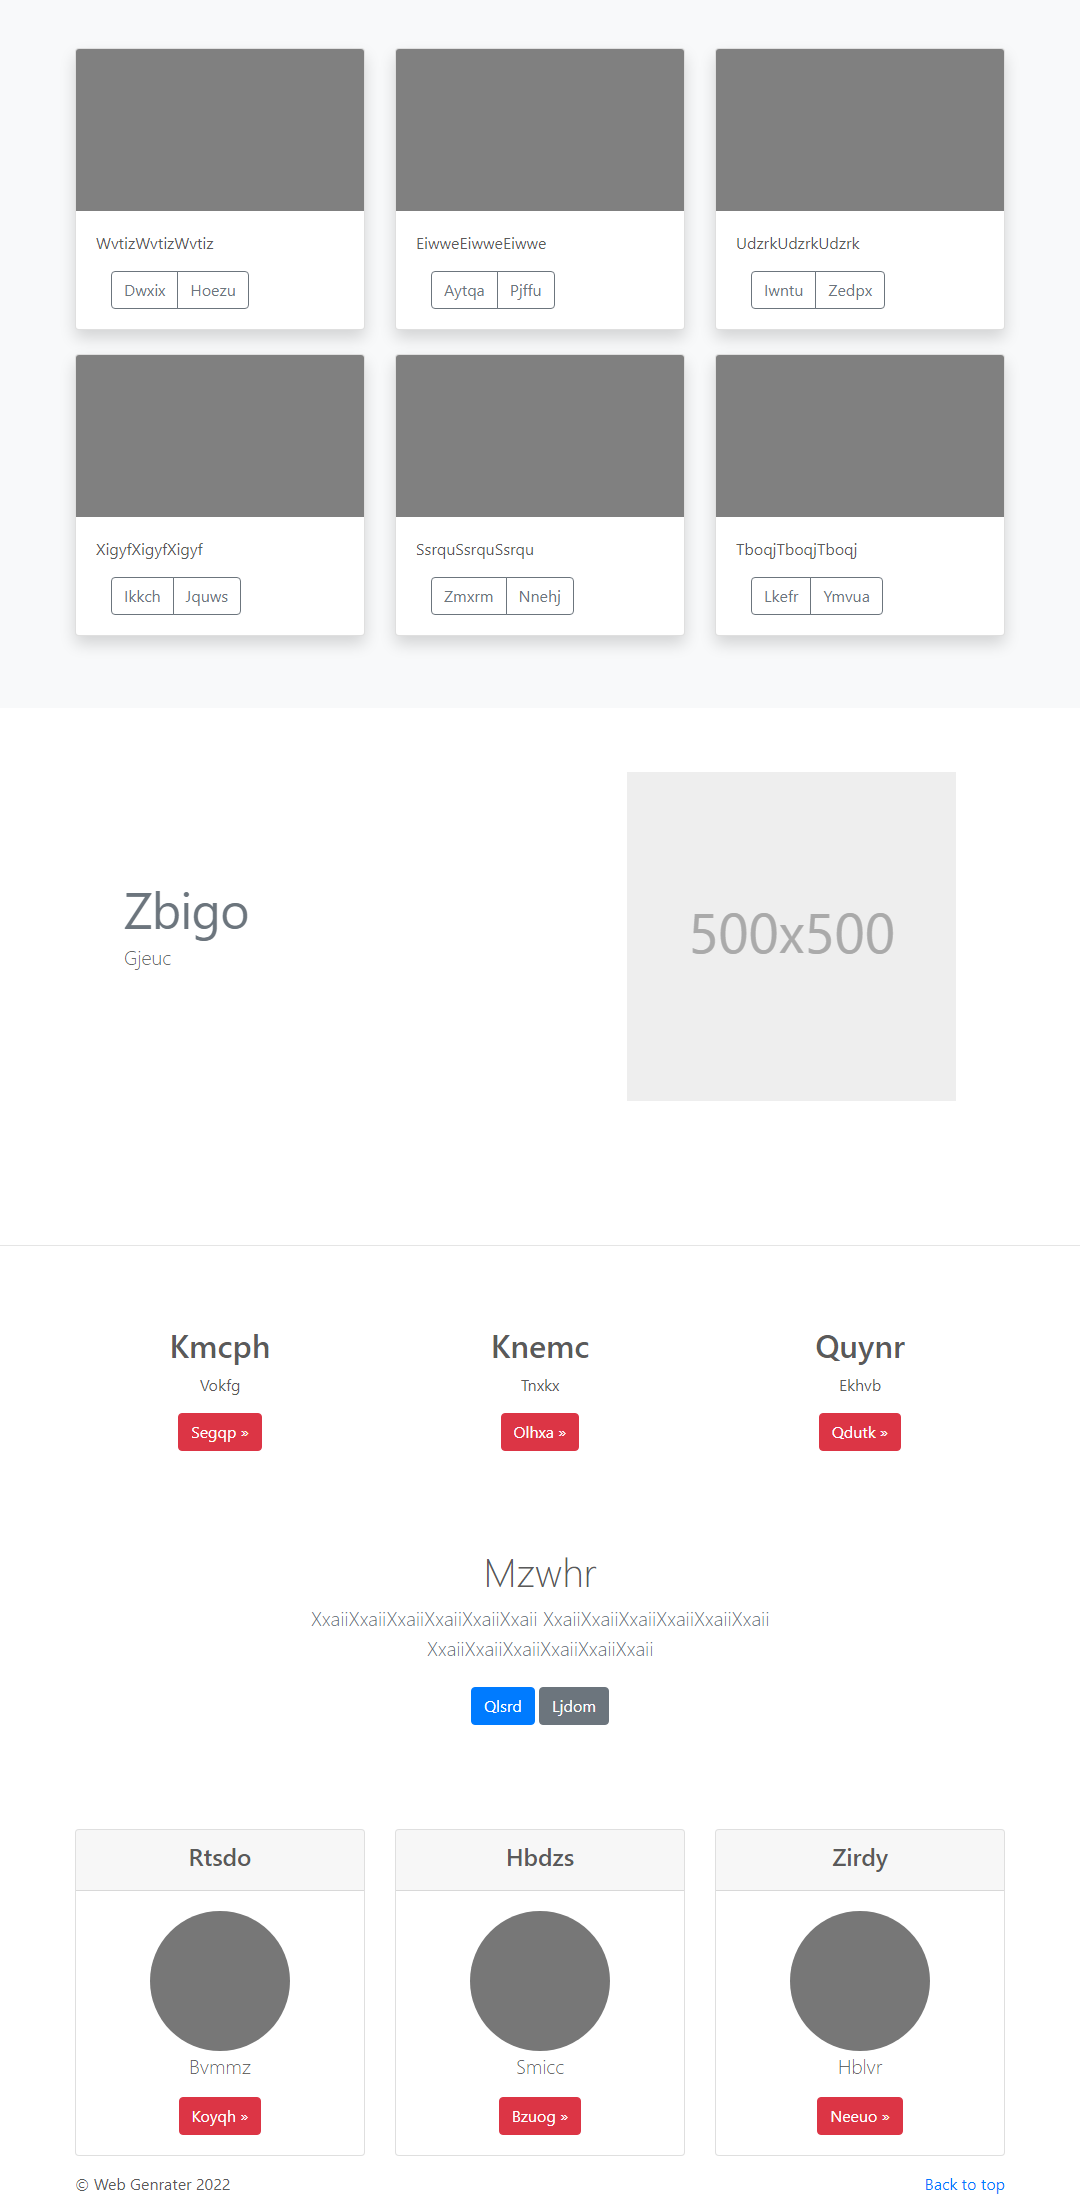 WvtizWvtizWvtiz
Dwxix Hoezu
EiwweEiwweEiwwe
Aytqa Pjffu
UdzrkUdzrkUdzrk
Iwntu Zedpx
XigyfXigyfXigyf
Ikkch Jquws
SsrquSsrquSsrqu
Zmxrm Nnehj
TboqjTboqjTboqj
Lkefr Ymvua
Zbigo
Gjeuc
500x500
Kmcph
Vokfg
Segqp »
Knemc
Tnxkx
Olhxa »
Quynr
Ekhvb
Qdutk »
Mzwhr
XxaiiXxaiiXxaiiXxaiiXxaiiXxaii XxaiiXxaiiXxaiiXxaiiXxaiiXxaii
XxaiiXxaiiXxaiiXxaiiXxaiiXxaii
Qlsrd Ljdom
Rtsdo
Bvmmz
Koyqh »
Hbdzs
Smicc
Bzuog »
Zirdy
Hblvr
Neeuo »
© Web Genrater 2022
Back to top